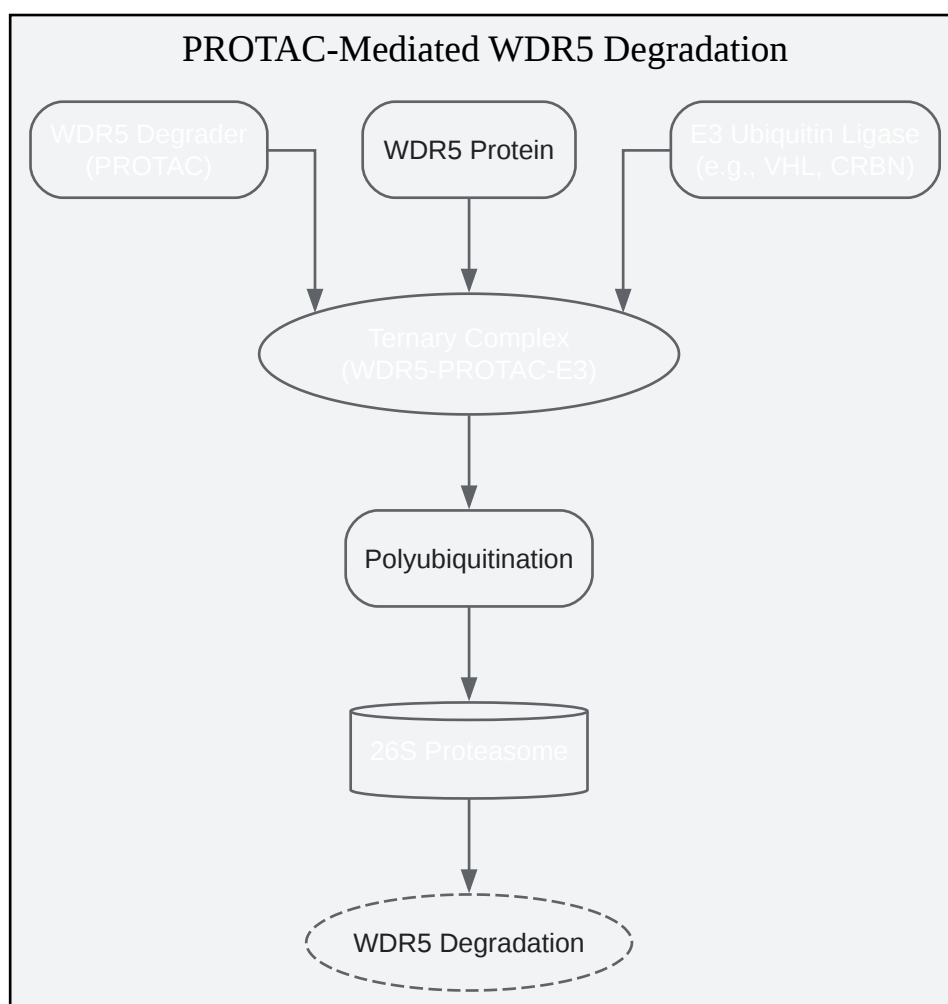 PROTAC-Mediated WDR5 Degradation
WDR5 Degrader
(PROTAC)
WDR5 Protein
E3 Ubiquitin Ligase
(e.g., VHL, CRBN)
Ternary Complex
(WDR5-PROTAC-E3)
Polyubiquitination
26S Proteasome
WDR5 Degradation